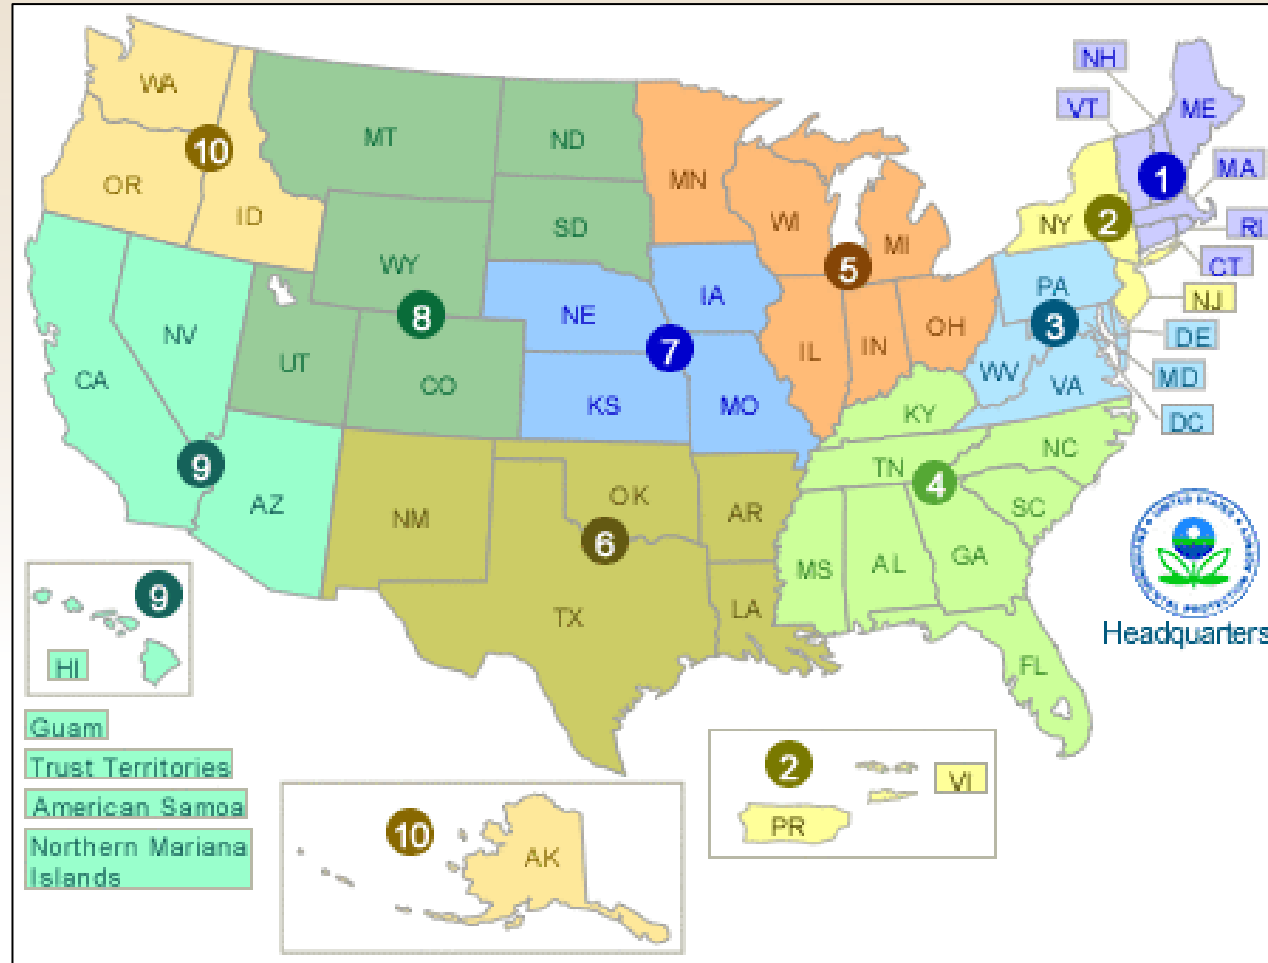 NH
VT
ME
WA
10
MT
ND
MN
1
MA
OR
ID
SD
WI
NY
2
RI
MI
CT
WY
5
PA
NJ
IA
8
NE
3
DE
NV
7
OH
UT
IL
IN
WV
MD
CA
CO
VA
KS
MO
KY
DC
NC
9
TN
4
AZ
OK
SC
NM
AR
6
GA
MS
AL
9
LA
TX
Headquarters
HI
FL
Guam
2
Trust Territories
VI
American Samoa
PR
10
Northern Mariana
AK
Islands